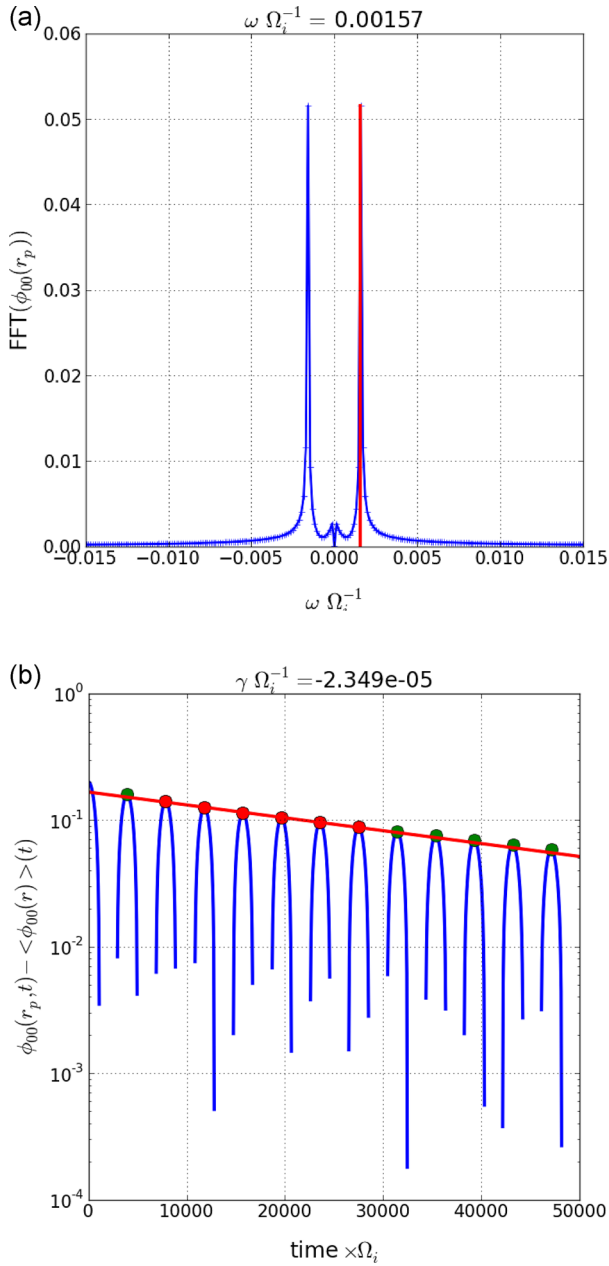 (a)
ω Ω_i^{-1} = 0.00157
0.06
0.05
0.04
0.03
0.02
0.01
0.00
FFT(ϕ_{00}(r_p))
−0.015 −0.010 −0.005 0.000 0.005 0.010 0.015
ω Ω_i^{-1}
(b)
γ Ω_i^{-1} =-2.349e-05
10^0
10^{-1}
10^{-2}
10^{-3}
10^{-4}
ϕ_{00}(r_p,t)−<ϕ_{00}(r)>(t)
0 10000 20000 30000 40000 50000
time ×Ω_i